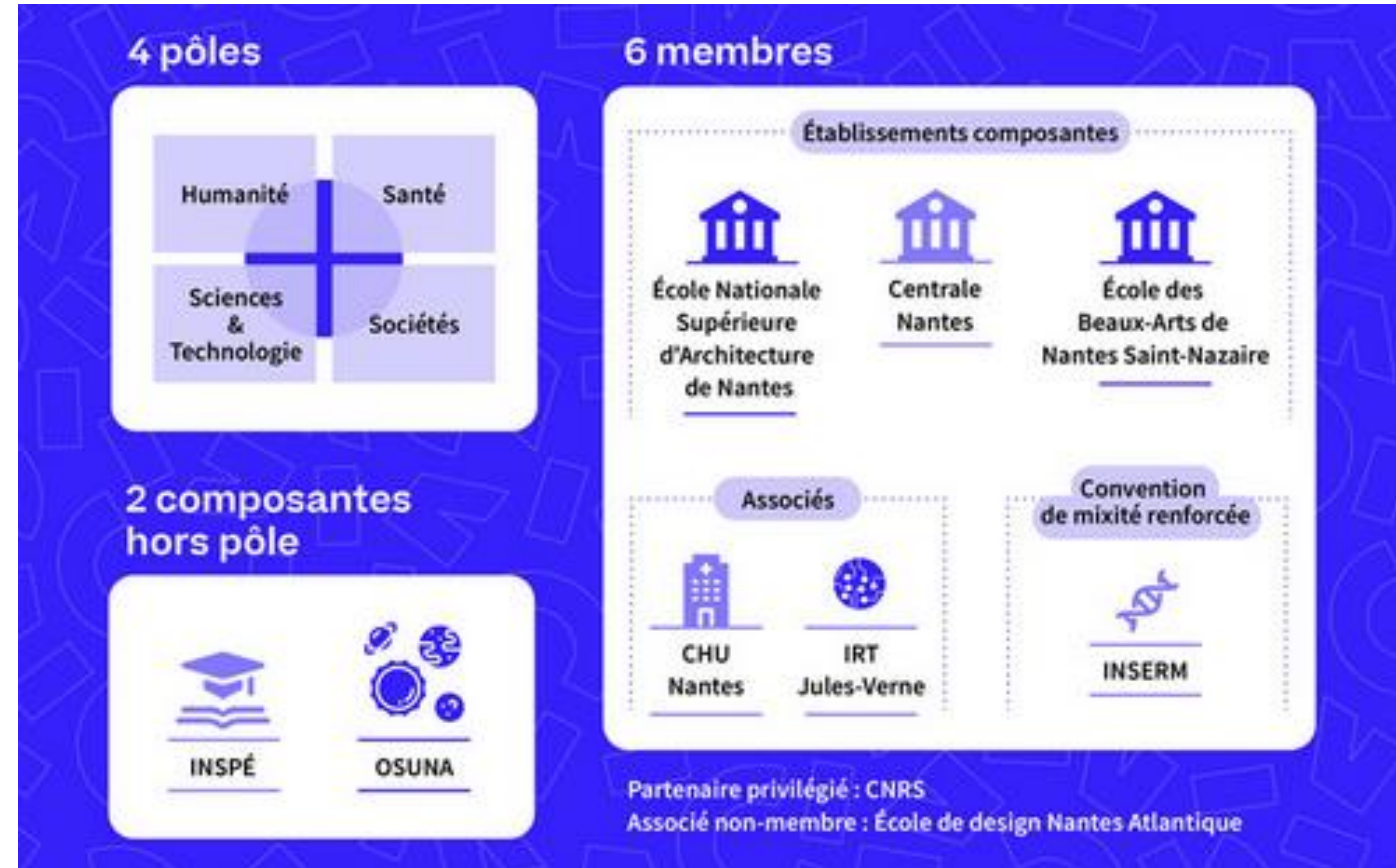 4 pôles
Humanité
Santé
Sciences
&
Technologie
Sociétés
2 composantes
hors pôle
INSPÉ
OSUNA
6 membres
Établissements composantes
École Nationale
Supérieure
d'Architecture
de Nantes
Centrale
Nantes
École des
Beaux-Arts de
Nantes Saint-Nazaire
Associés
CHU
Nantes
IRT
Jules-Verne
Convention
de mixité renforcée
INSERM
Partenaire privilégié : CNRS
Associé non-membre : École de design Nantes Atlantique